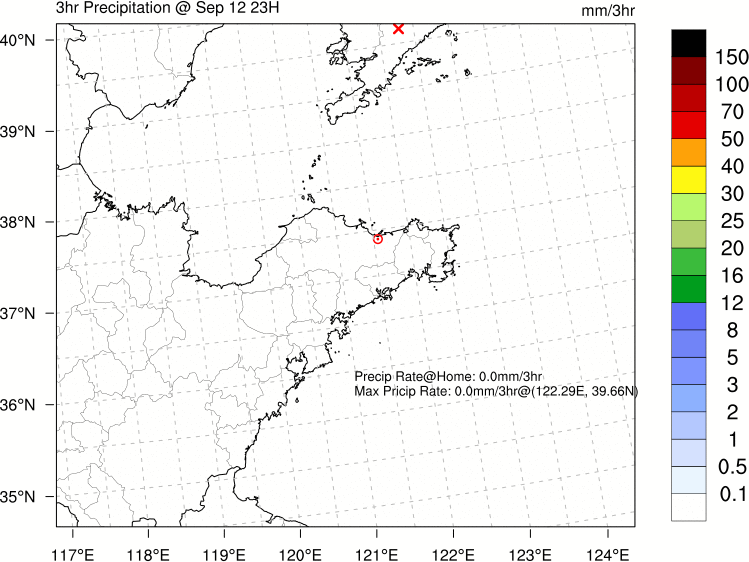 3hr Precipitation @ Sep 12 23H
mm/3hr
40°N
39°N
38°N
37°N
36°N
35°N
150
100
70
50
40
30
25
20
16
12
8
5
3
2
1
0.5
0.1
Precip Rate@Home: 0.0mm/3hr
Max Pricip Rate: 0.0mm/3hr@(122.29E, 39.66N)
117°E 118°E 119°E 120°E 121°E 122°E 123°E 124°E